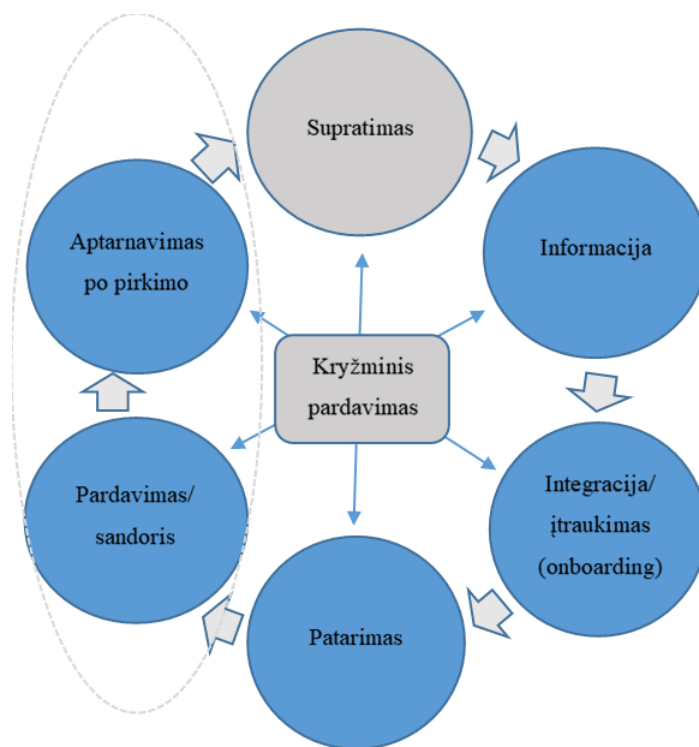 Supratimas
Informacija
Integracija/
įtraukimas
(onboarding)
Patarimas
Pardavimas/
sandoris
Aptarnavimas
po pirkimo
Kryžminis
pardavimas